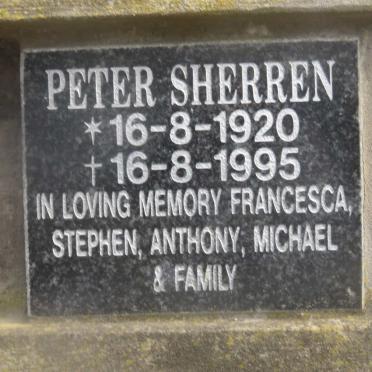 PETER SHERREN
* 16-8-1920
† 16-8-1995
IN LOVING MEMORY FRANCESCA,
STEPHEN, ANTHONY, MICHAEL
& FAMILY